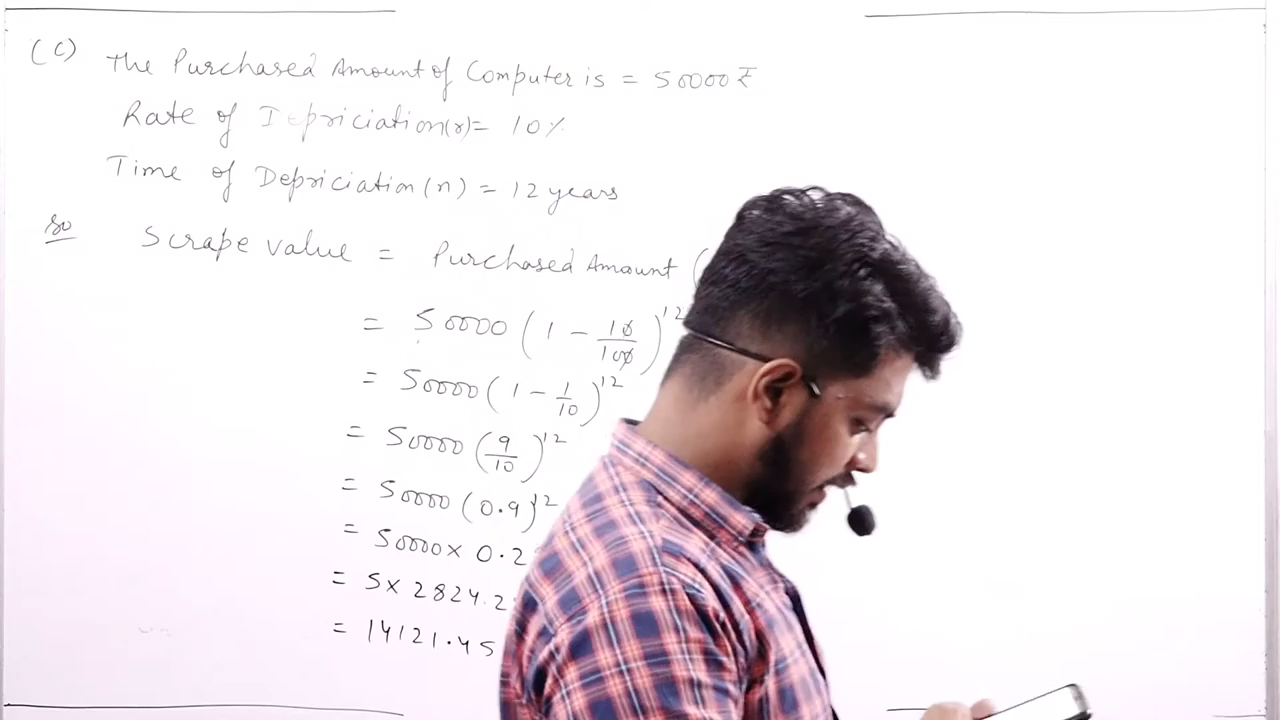 (C) The Purchased Amount of Computer is = 50000 ₹
Rate of Depriciation(r) = 10%
Time of Depriciation (n) = 12 years
So Scrape value = Purchased Amount (
= 50000 (1 - 10/100)^12
= 50000 (1 - 1/10)^12
= 50000 (9/10)^12
= 50000 (0.9)^12
= 50000 × 0.2
= 5 × 2824.2
= 14121.45